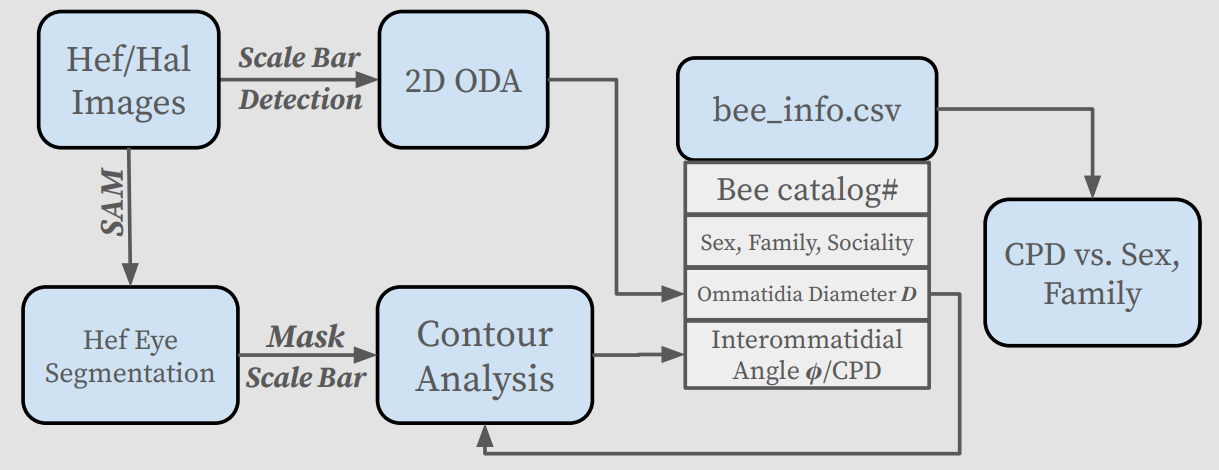 Hef/Hal
Images
Scale Bar
Detection
2D ODA
bee_info.csv
Bee catalog#
Sex, Family, Sociality
Ommatidia Diameter D
Interommatidial
Angle ϕ/CPD
CPD vs. Sex,
Family
SAM
Hef Eye
Segmentation
Mask
Scale Bar
Contour
Analysis